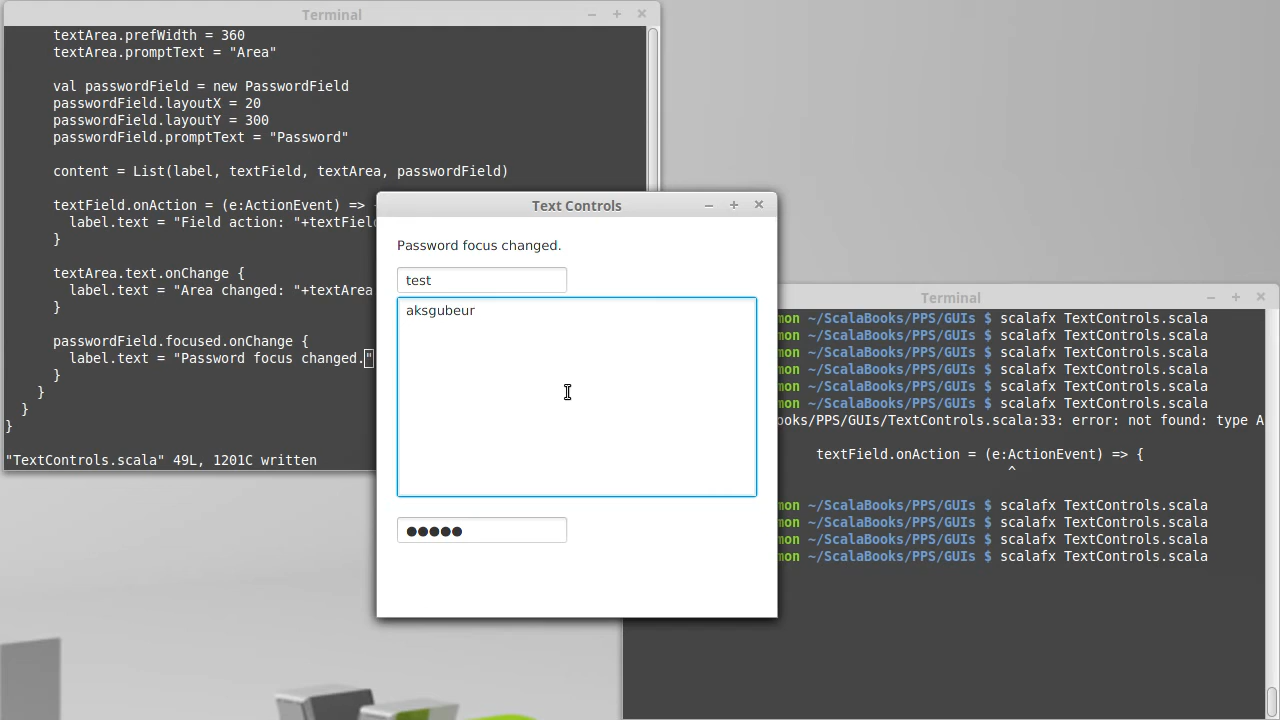 Terminal
textArea.prefWidth = 360
textArea.promptText = "Area"
val passwordField = new PasswordField
passwordField.layoutX = 20
passwordField.layoutY = 300
passwordField.promptText = "Password"
content = List(label, textField, textArea, passwordField)
textField.onAction = (e:ActionEvent) =>
label.text = "Field action: "+textField
}
textArea.text.onChange {
label.text = "Area changed: "+textArea
}
passwordField.focused.onChange {
label.text = "Password focus changed."
}
}
}
}
"TextControls.scala" 49L, 1201C written
Text Controls
Password focus changed.
test
aksgubeur
●●●●●
Terminal
mon ~/ScalaBooks/PPS/GUIs $ scalafx TextControls.scala
mon ~/ScalaBooks/PPS/GUIs $ scalafx TextControls.scala
mon ~/ScalaBooks/PPS/GUIs $ scalafx TextControls.scala
mon ~/ScalaBooks/PPS/GUIs $ scalafx TextControls.scala
mon ~/ScalaBooks/PPS/GUIs $ scalafx TextControls.scala
mon ~/ScalaBooks/PPS/GUIs $ scalafx TextControls.scala
ooks/PPS/GUIs/TextControls.scala:33: error: not found: type A
textField.onAction = (e:ActionEvent) => {
^
mon ~/ScalaBooks/PPS/GUIs $ scalafx TextControls.scala
mon ~/ScalaBooks/PPS/GUIs $ scalafx TextControls.scala
mon ~/ScalaBooks/PPS/GUIs $ scalafx TextControls.scala
mon ~/ScalaBooks/PPS/GUIs $ scalafx TextControls.scala